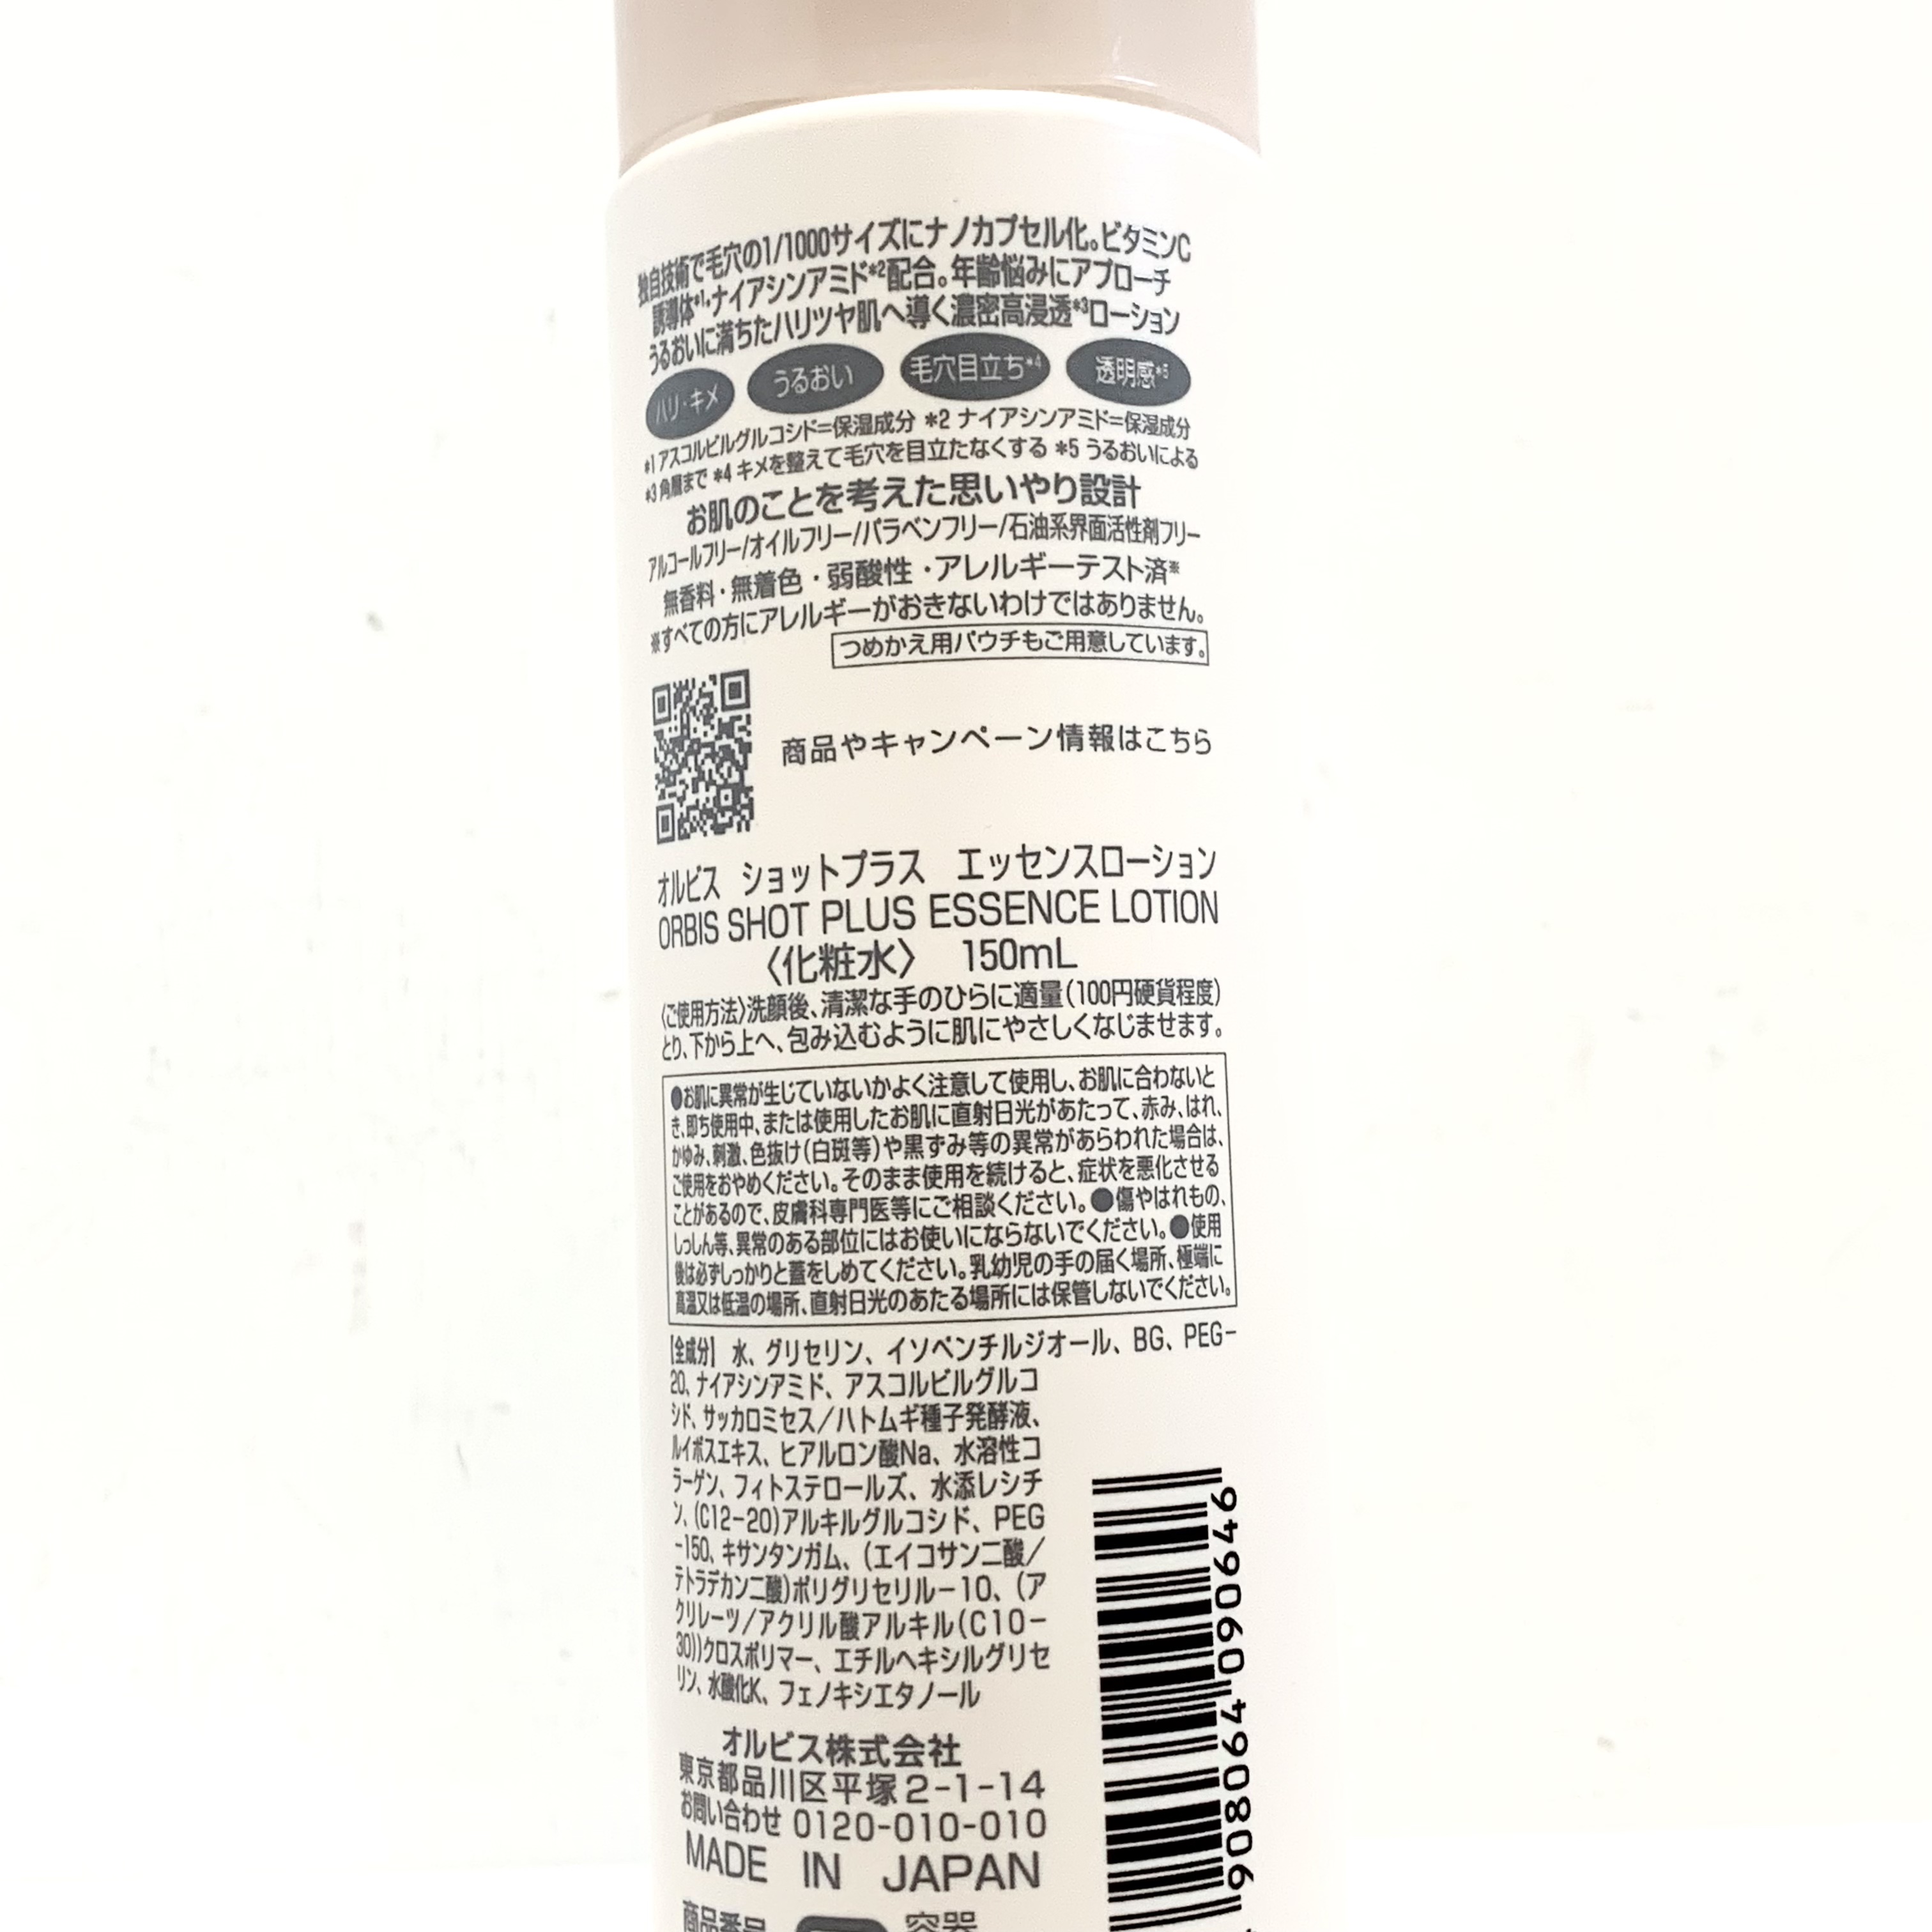 独自技術で毛穴の1/1000サイズにナノカプセル化。ビタミンC
誘導体*1・ナイアシンアミド*2配合。年齢悩みにアプローチ
うるおいに満ちたハリツヤ肌へ導く濃密高浸透*3ローション
ハリ・キメ うるおい 毛穴目立ち*4 透明感*5
*1 アスコルビルグルコシド=保湿成分 *2 ナイアシンアミド=保湿成分
*3 角層まで *4 キメを整えて毛穴を目立たなくする *5 うるおいによる
お肌のことを考えた思いやり設計
アルコールフリー/オイルフリー/パラベンフリー/石油系界面活性剤フリー
無香料・無着色・弱酸性・アレルギーテスト済※
※すべての方にアレルギーがおきないわけではありません。
つめかえ用パウチもご用意しています。
商品やキャンペーン情報はこちら
オルビス ショットプラス エッセンスローション
ORBIS SHOT PLUS ESSENCE LOTION
〈化粧水〉 150mL
〈ご使用方法〉洗顔後、清潔な手のひらに適量(100円硬貨程度)
とり、下から上へ、包み込むように肌にやさしくなじませます。
●お肌に異常が生じていないかよく注意して使用し、お肌に合わないと
き、即ち使用中、または使用したお肌に直射日光があたって、赤み、はれ、
かゆみ、刺激、色抜け(白斑等)や黒ずみ等の異常があらわれた場合は、
ご使用をおやめください。そのまま使用を続けると、症状を悪化させる
ことがあるので、皮膚科専門医等にご相談ください。●傷やはれもの、
しっしん等、異常のある部位にはお使いにならないでください。●使用
後は必ずしっかりと蓋をしめてください。乳幼児の手の届く場所、極端に
高温又は低温の場所、直射日光のあたる場所には保管しないでください。
[全成分] 水、グリセリン、イソペンチルジオール、BG、PEG-
20、ナイアシンアミド、アスコルビルグルコ
シド、サッカロミセス/ハトムギ種子発酵液、
ルイボスエキス、ヒアルロン酸Na、水溶性コ
ラーゲン、フィトステロールズ、水添レシチ
ン、(C12-20)アルキルグルコシド、PEG
-150、キサンタンガム、(エイコサン二酸/
テトラデカン二酸)ポリグリセリル-10、(ア
クリレーツ/アクリル酸アルキル(C10-
30))クロスポリマー、エチルヘキシルグリセ
リン、水酸化K、フェノキシエタノール
オルビス株式会社
東京都品川区平塚2-1-14
お問い合わせ 0120-010-010
MADE IN JAPAN
商品番号
容器
949060490806